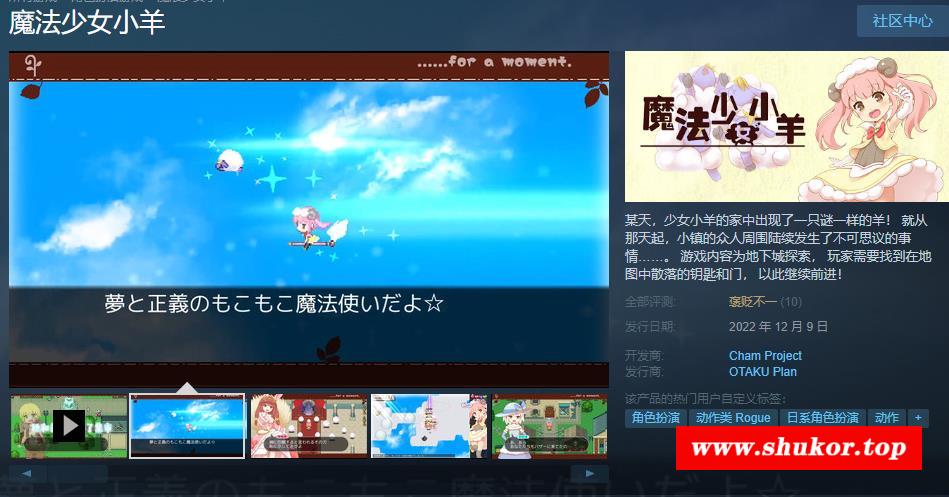 魔法少女小羊
社区中心
......for a moment.
夢と正義のもこもこ魔法使いだよ☆
魔法少女小羊
某天，少女小羊的家中出现了一只谜一样的羊！ 就从
那天起，小镇的众人周围陆续发生了不可思议的事
情……。 游戏内容为地下城探索， 玩家需要找到在地
图中散落的钥匙和门， 以此继续前进！
全部评测: 褒贬不一 (10)
发行日期: 2022 年 12 月 9 日
开发商: Cham Project
发行商: OTAKU Plan
该产品的热门用户自定义标签：
角色扮演 动作类 Rogue 日系角色扮演 动作 +
www.shukor.top